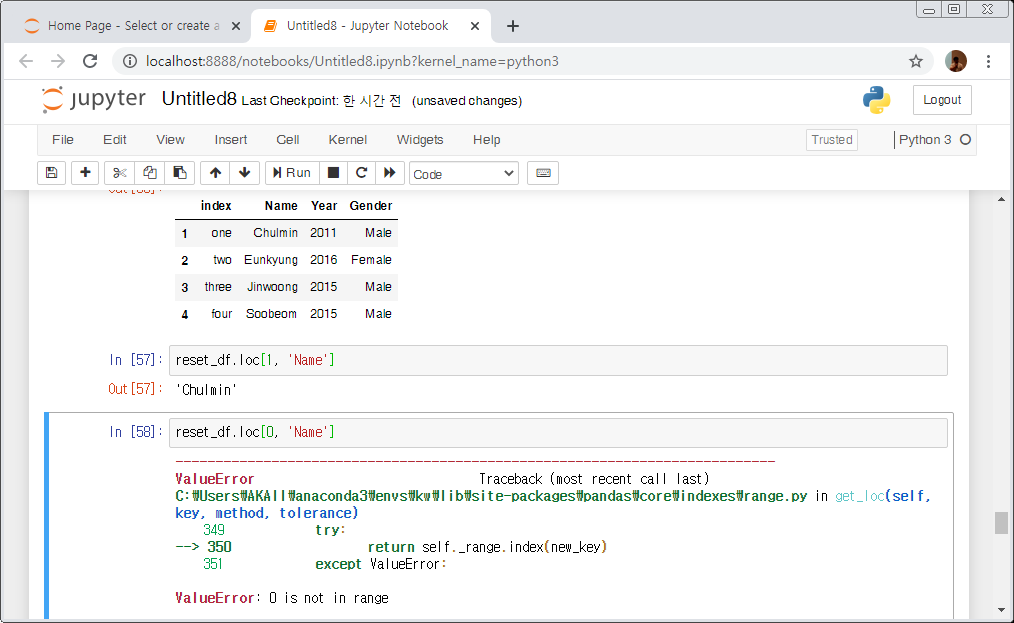 Home Page - Select or create a
Untitled8 - Jupyter Notebook
localhost:8888/notebooks/Untitled8.ipynb?kernel_name=python3
jupyter Untitled8 Last Checkpoint: 한 시간 전 (unsaved changes)
Logout
File Edit View Insert Cell Kernel Widgets Help Trusted Python 3
Run Code
index Name Year Gender
1 one Chulmin 2011 Male
2 two Eunkyung 2016 Female
3 three Jinwoong 2015 Male
4 four Soobeom 2015 Male
In [57]: reset_df.loc[1, 'Name']
Out[57]: 'Chulmin'
In [58]: reset_df.loc[0, 'Name']
---------------------------------------------------------------------------
ValueError Traceback (most recent call last)
C:₩Users₩AKAII₩anaconda3₩envs₩kw₩lib₩site-packages₩pandas₩core₩indexes₩range.py in get_loc(self,
key, method, tolerance)
349 try:
--> 350 return self._range.index(new_key)
351 except ValueError:
ValueError: 0 is not in range